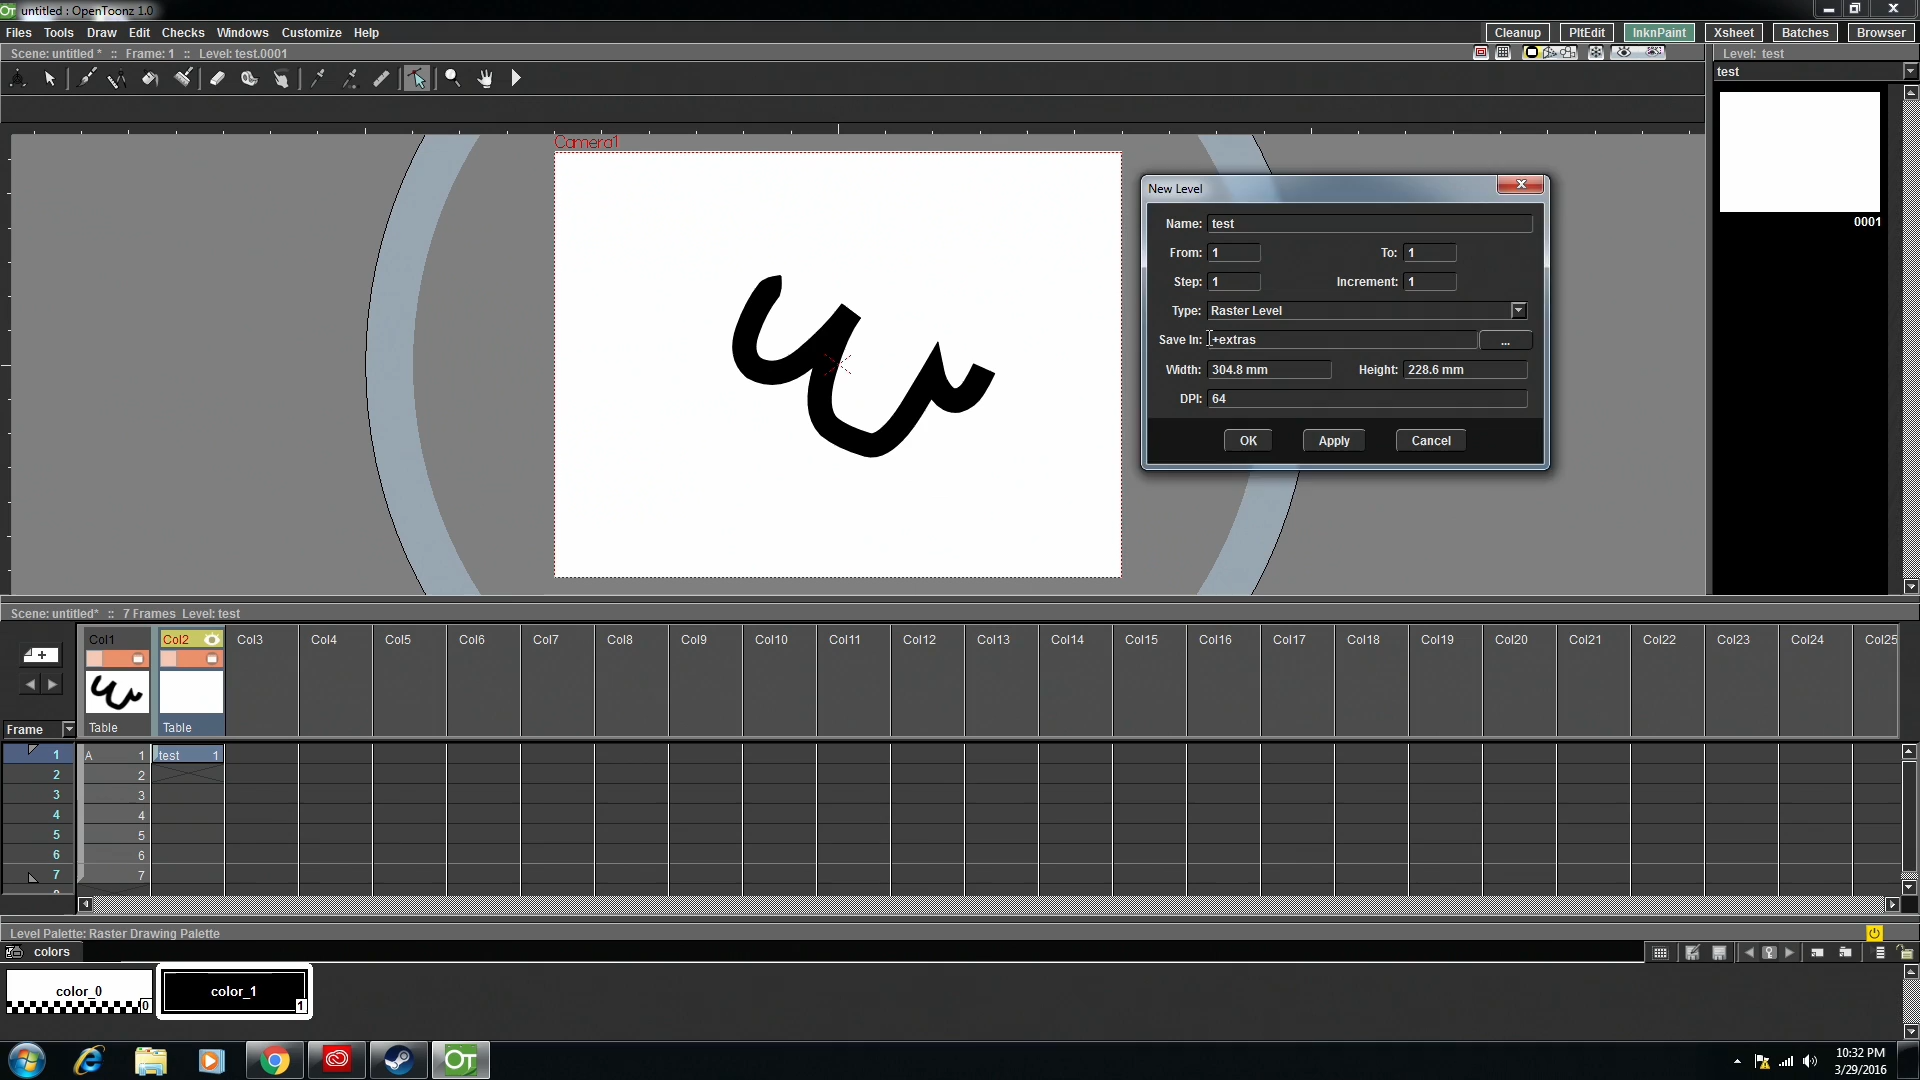 untitled : OpenToonz 1.0
Files Tools Draw Edit Checks Windows Customize Help
Cleanup PltEdit InknPaint Xsheet Batches Browser
Scene: untitled * :: Frame: 1 :: Level: test.0001
Level: test
test
Camera1
0001
New Level
Name: test
From: 1 To: 1
Step: 1 Increment: 1
Type: Raster Level
Save In: +extras ...
Width: 304.8 mm Height: 228.6 mm
DPI: 64
OK Apply Cancel
Scene: untitled* :: 7 Frames Level: test
Col1 Col2 Col3 Col4 Col5 Col6 Col7 Col8 Col9 Col10 Col11 Col12 Col13 Col14 Col15 Col16 Col17 Col18 Col19 Col20 Col21 Col22 Col23 Col24 Col25
Frame Table Table
1 A 1 test 1
2 2
3 3
4 4
5 5
6 6
7 7
Level Palette: Raster Drawing Palette
colors
color_0 0 color_1 1
OT
10:32 PM
3/29/2016